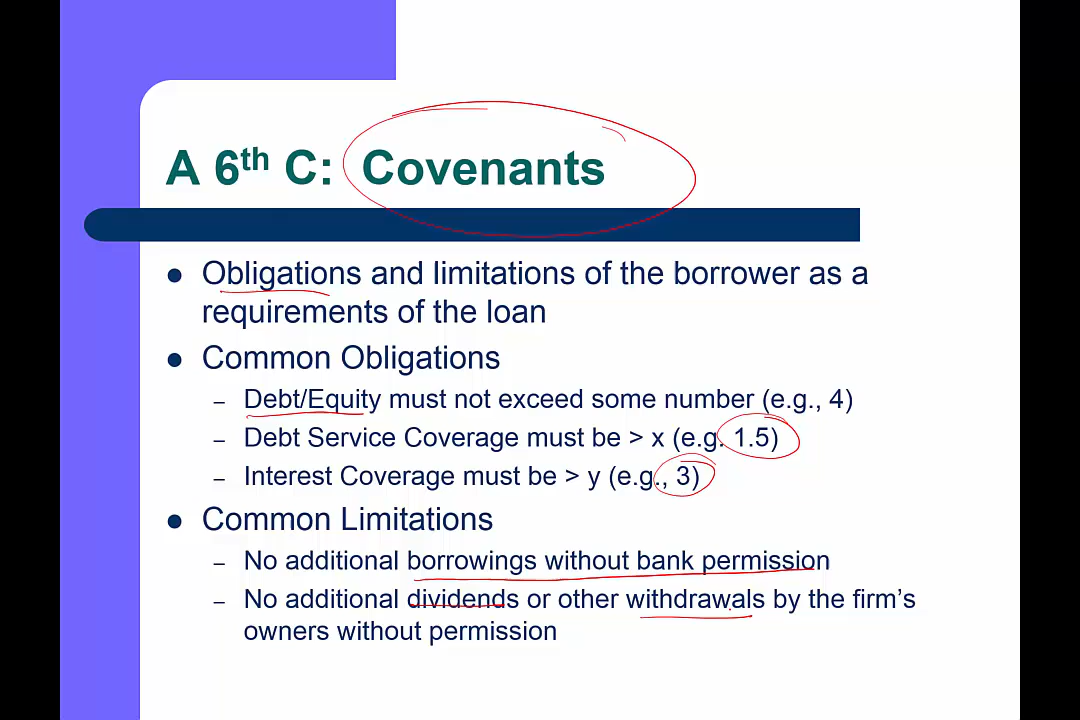 A 6th C: Covenants
● Obligations and limitations of the borrower as a
requirements of the loan
● Common Obligations
– Debt/Equity must not exceed some number (e.g., 4)
– Debt Service Coverage must be > x (e.g. 1.5)
– Interest Coverage must be > y (e.g., 3)
● Common Limitations
– No additional borrowings without bank permission
– No additional dividends or other withdrawals by the firm's
owners without permission